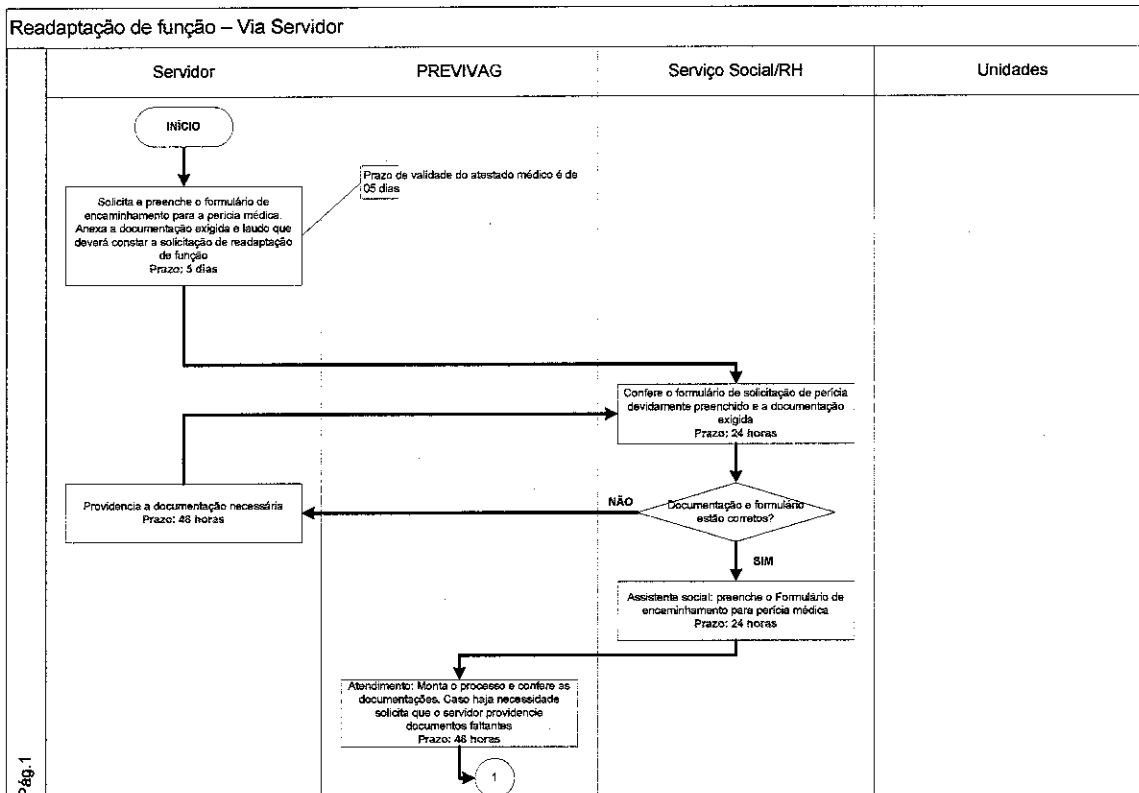 Readaptação de função – Via Servidor
Servidor
PREVIVAG
Serviço Social/RH
Unidades
INÍCIO
Solicita e preenche o formulário de
encaminhamento para a perícia médica.
Anexa a documentação exigida e laudo que
deverá constar a solicitação de readaptação
de função
Prazo: 5 dias
Prazo de validade do atestado médico é de
05 dias
Confere o formulário de solicitação de perícia
devidamente preenchido e a documentação
exigida
Prazo: 24 horas
Providencia a documentação necessária
Prazo: 48 horas
NÃO
Documentação e formulário
estão corretos?
SIM
Assistente social: preenche o Formulário de
encaminhamento para perícia médica
Prazo: 24 horas
Atendimento: Monta o processo e confere as
documentações. Caso haja necessidade
solicita que o servidor providencie
documentos faltantes
Prazo: 48 horas
1
Pág.1